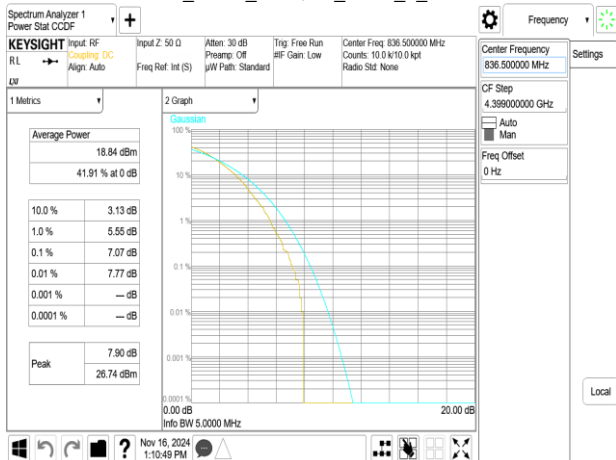 Spectrum Analyzer 1
Power Stat CCDF
+
Frequency
KEYSIGHT
Input: RF
Coupling: DC
Align: Auto
RL
LXI
Input Z: 50 Ω
Freq Ref: Int (S)
Atten: 30 dB
Preamp: Off
µW Path: Standard
Trig: Free Run
#IF Gain: Low
Center Freq: 836.500000 MHz
Counts: 10.0 k/10.0 kpt
Radio Std: None
Center Frequency
836.500000 MHz
Settings
CF Step
4.399000000 GHz
Auto
Man
Freq Offset
0 Hz
Local
1 Metrics
Average Power
18.84 dBm
41.91 % at 0 dB
10.0 % 3.13 dB
1.0 % 5.55 dB
0.1 % 7.07 dB
0.01 % 7.77 dB
0.001 % --- dB
0.0001 % --- dB
Peak
7.90 dB
26.74 dBm
2 Graph
Gaussian
100 %
10 %
1 %
0.1 %
0.01 %
0.001 %
0.0001 %
0.00 dB
20.00 dB
Info BW 5.0000 MHz
?
Nov 16, 2024
1:10:49 PM